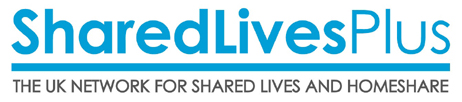 SharedLivesPlus
THE UK NETWORK FOR SHARED LIVES AND HOMESHARE